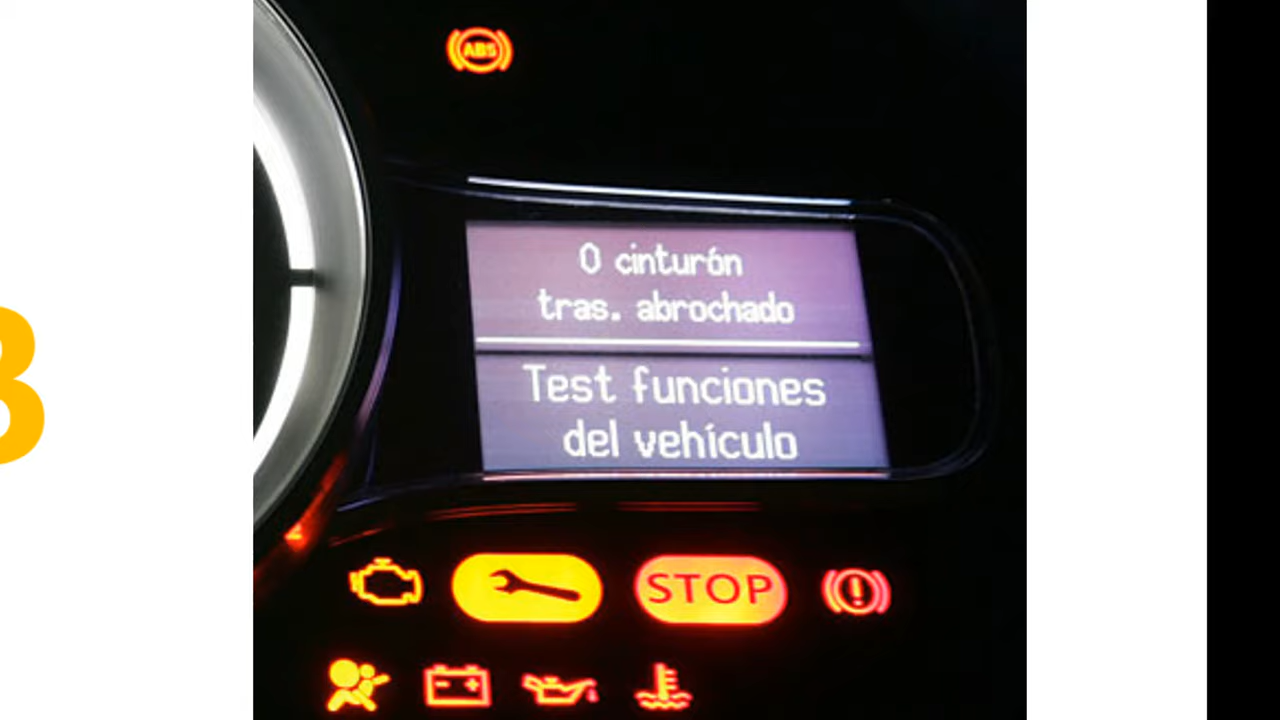 ABS
0 cinturón
tras. abrochado
Test funciones
del vehículo
STOP